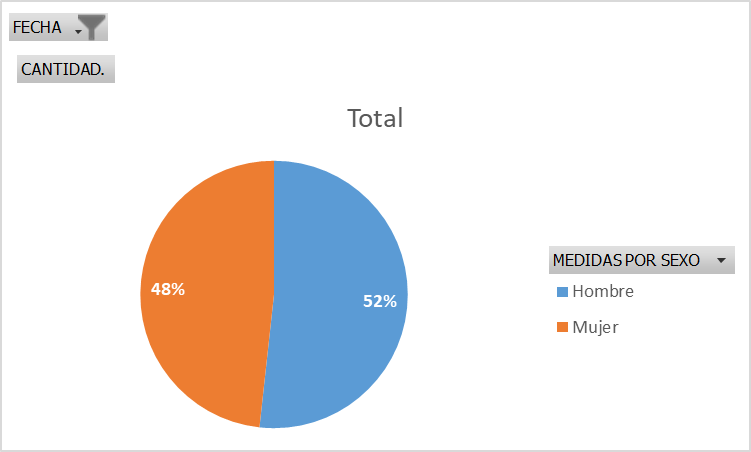 FECHA
CANTIDAD.
Total
48%
52%
MEDIDAS POR SEXO
Hombre
Mujer